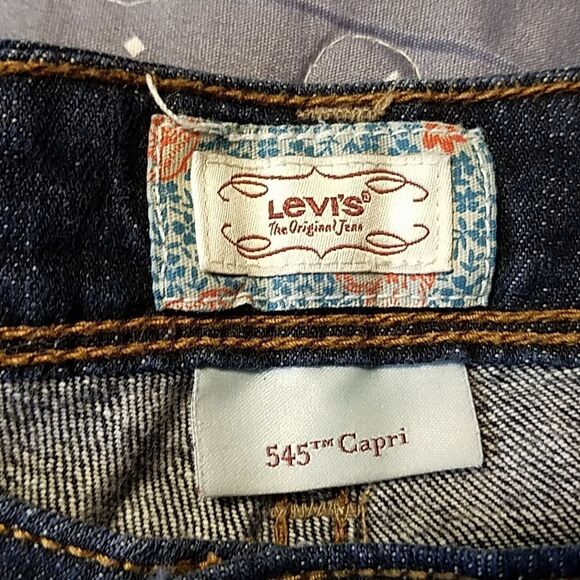 Levi's®
The Original Jean
545™ Capri